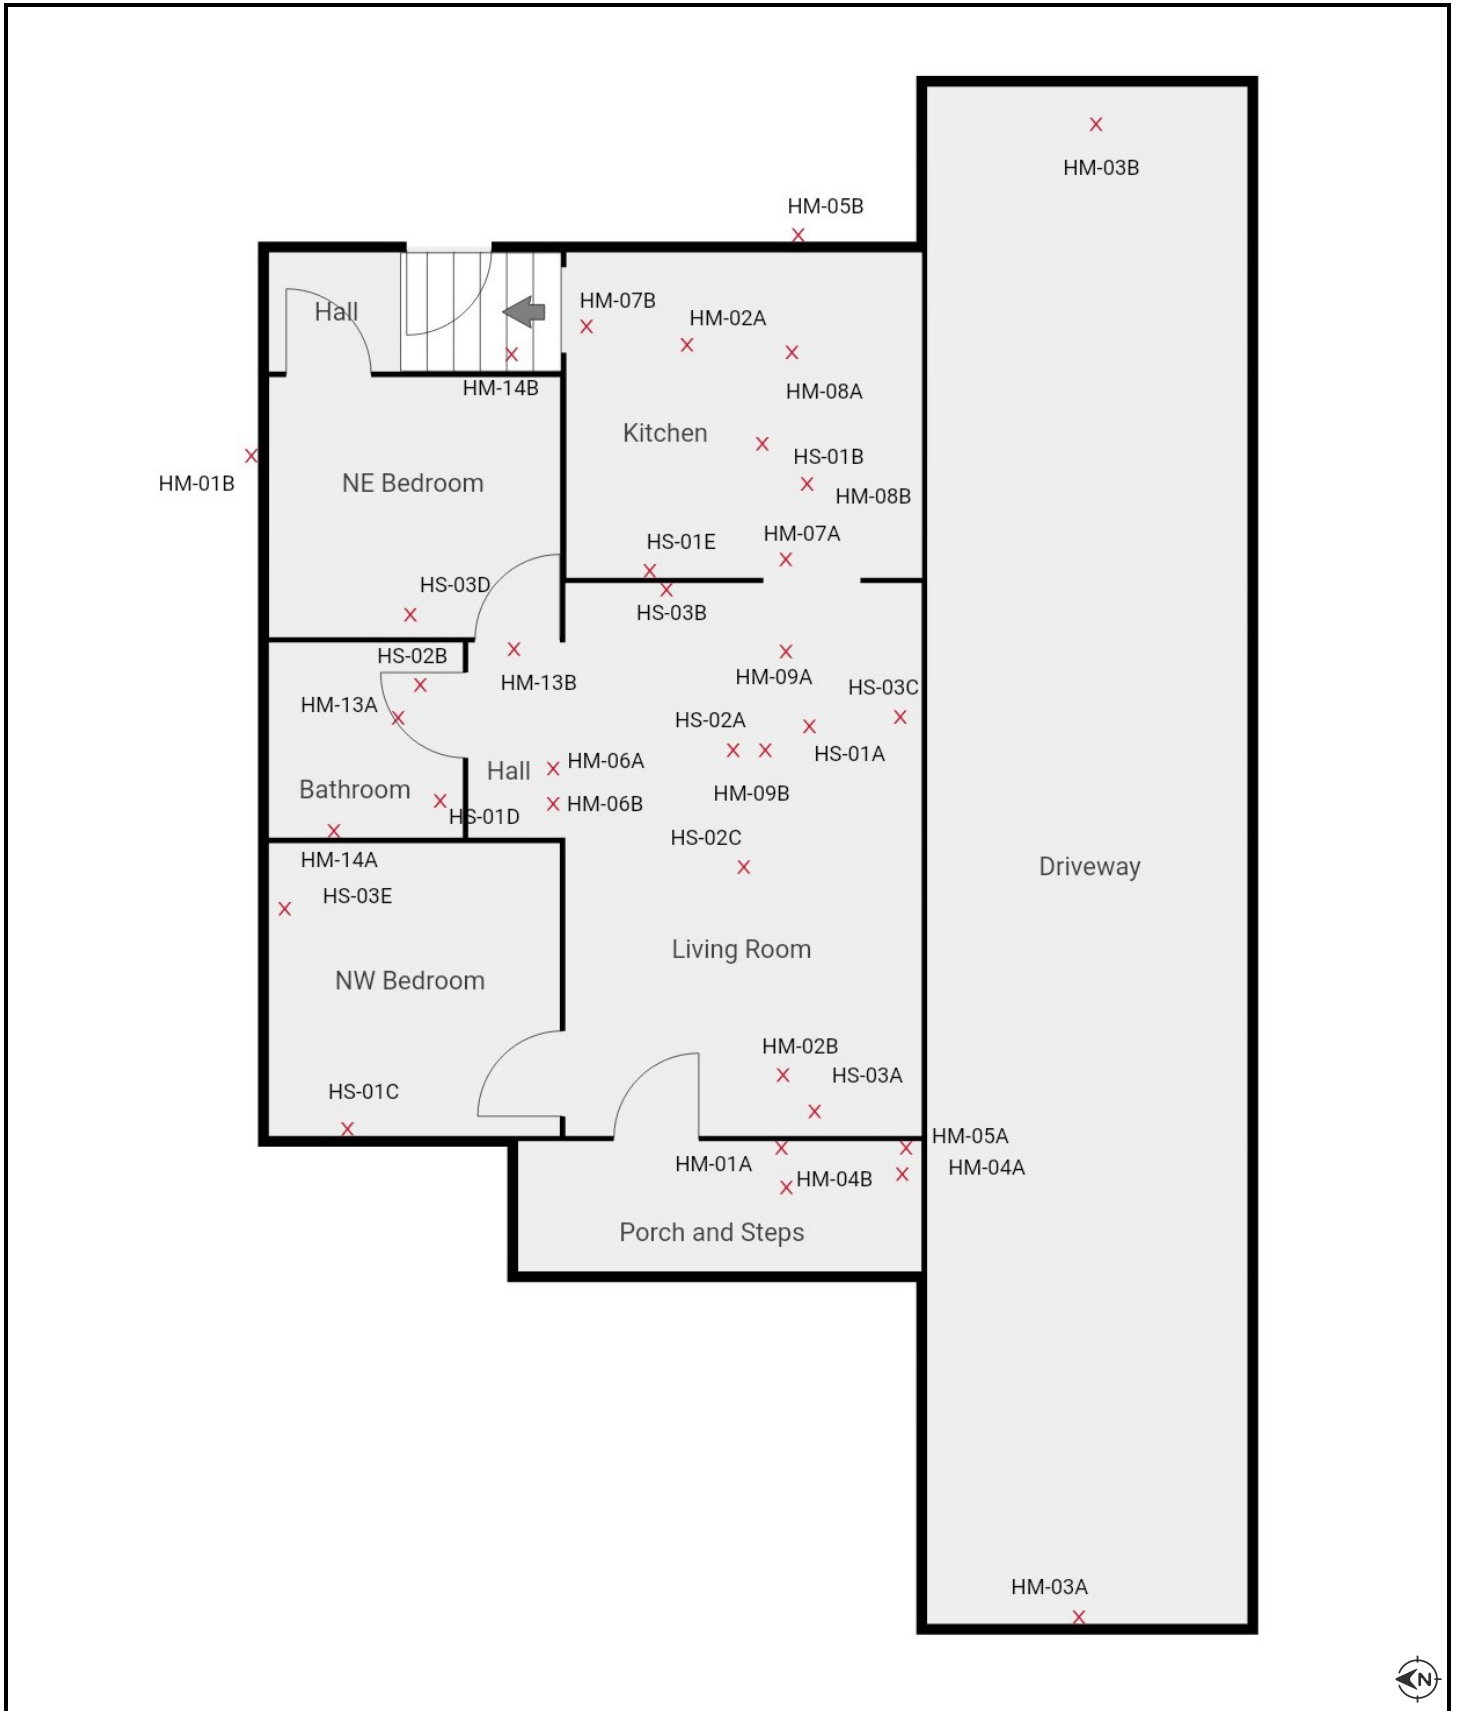 HM-03B
HM-05B
HM-07B
Hall
HM-02A
HM-14B
HM-08A
Kitchen
HS-01B
HM-01B
NE Bedroom
HM-08B
HM-07A
HS-01E
HS-03D
HS-03B
HS-02B
HM-13B
HM-09A
HS-03C
HM-13A
HS-02A
HS-01A
Hall
HM-06A
Bathroom
HM-09B
HM-06B
HS-01D
HS-02C
HM-14A
Driveway
HS-03E
Living Room
NW Bedroom
HM-02B
HS-03A
HS-01C
HM-05A
HM-01A
HM-04A
HM-04B
Porch and Steps
HM-03A
N